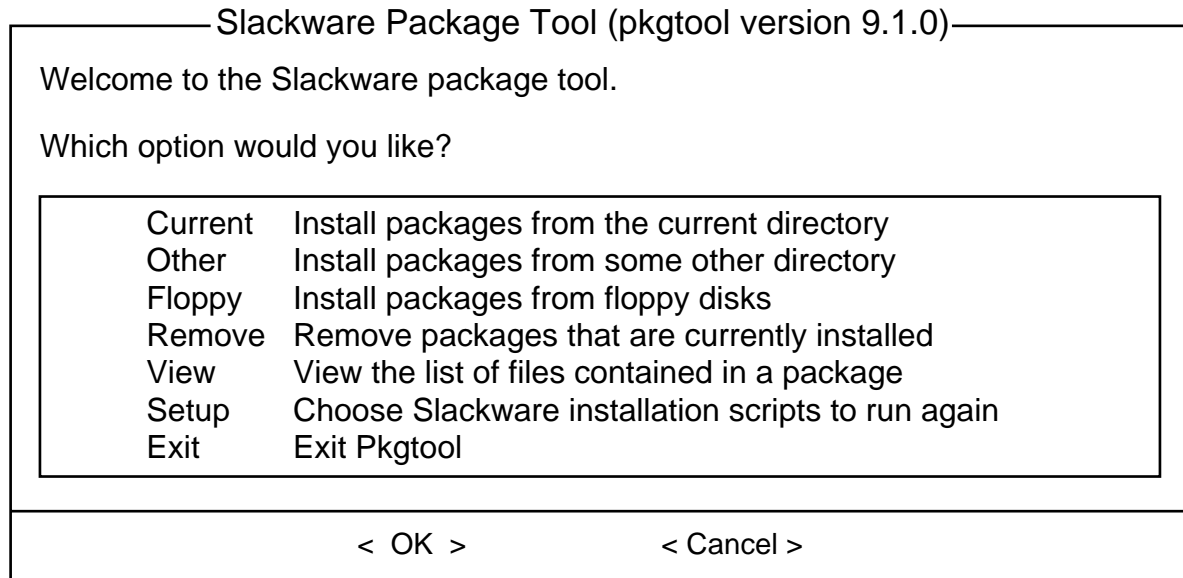 Slackware Package Tool (pkgtool version 9.1.0)
Welcome to the Slackware package tool.
Which option would you like?
Current Install packages from the current directory
Other Install packages from some other directory
Floppy Install packages from floppy disks
Remove Remove packages that are currently installed
View View the list of files contained in a package
Setup Choose Slackware installation scripts to run again
Exit Exit Pkgtool
< OK > < Cancel >